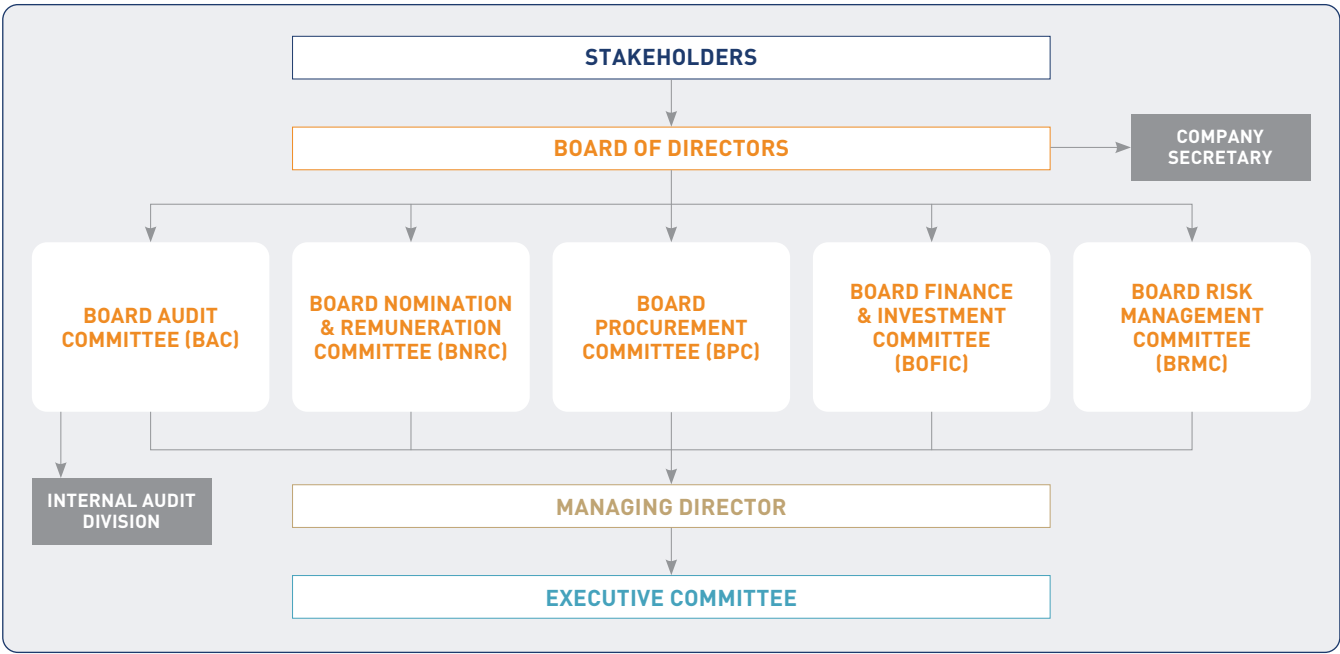 STAKEHOLDERS
BOARD OF DIRECTORS
COMPANY
SECRETARY
BOARD AUDIT
COMMITTEE (BAC)
BOARD NOMINATION
& REMUNERATION
COMMITTEE (BNRC)
BOARD
PROCUREMENT
COMMITTEE (BPC)
BOARD FINANCE
& INVESTMENT
COMMITTEE
(BOFIC)
BOARD RISK
MANAGEMENT
COMMITTEE
(BRMC)
INTERNAL AUDIT
DIVISION
MANAGING DIRECTOR
EXECUTIVE COMMITTEE